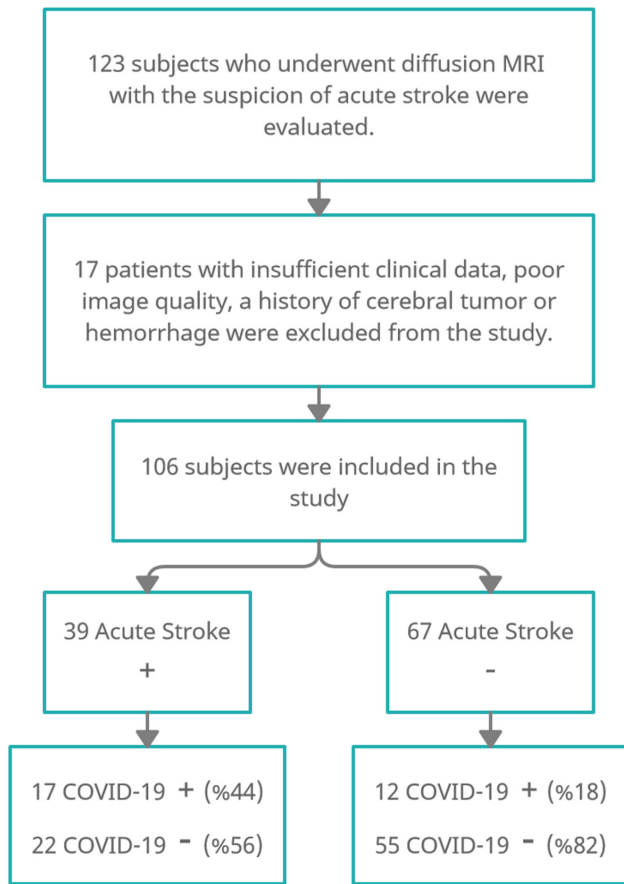 123 subjects who underwent diffusion MRI
with the suspicion of acute stroke were
evaluated.
17 patients with insufficient clinical data, poor
image quality, a history of cerebral tumor or
hemorrhage were excluded from the study.
106 subjects were included in the
study
39 Acute Stroke
+
67 Acute Stroke
-
17 COVID-19 + (%44)
22 COVID-19 - (%56)
12 COVID-19 + (%18)
55 COVID-19 - (%82)